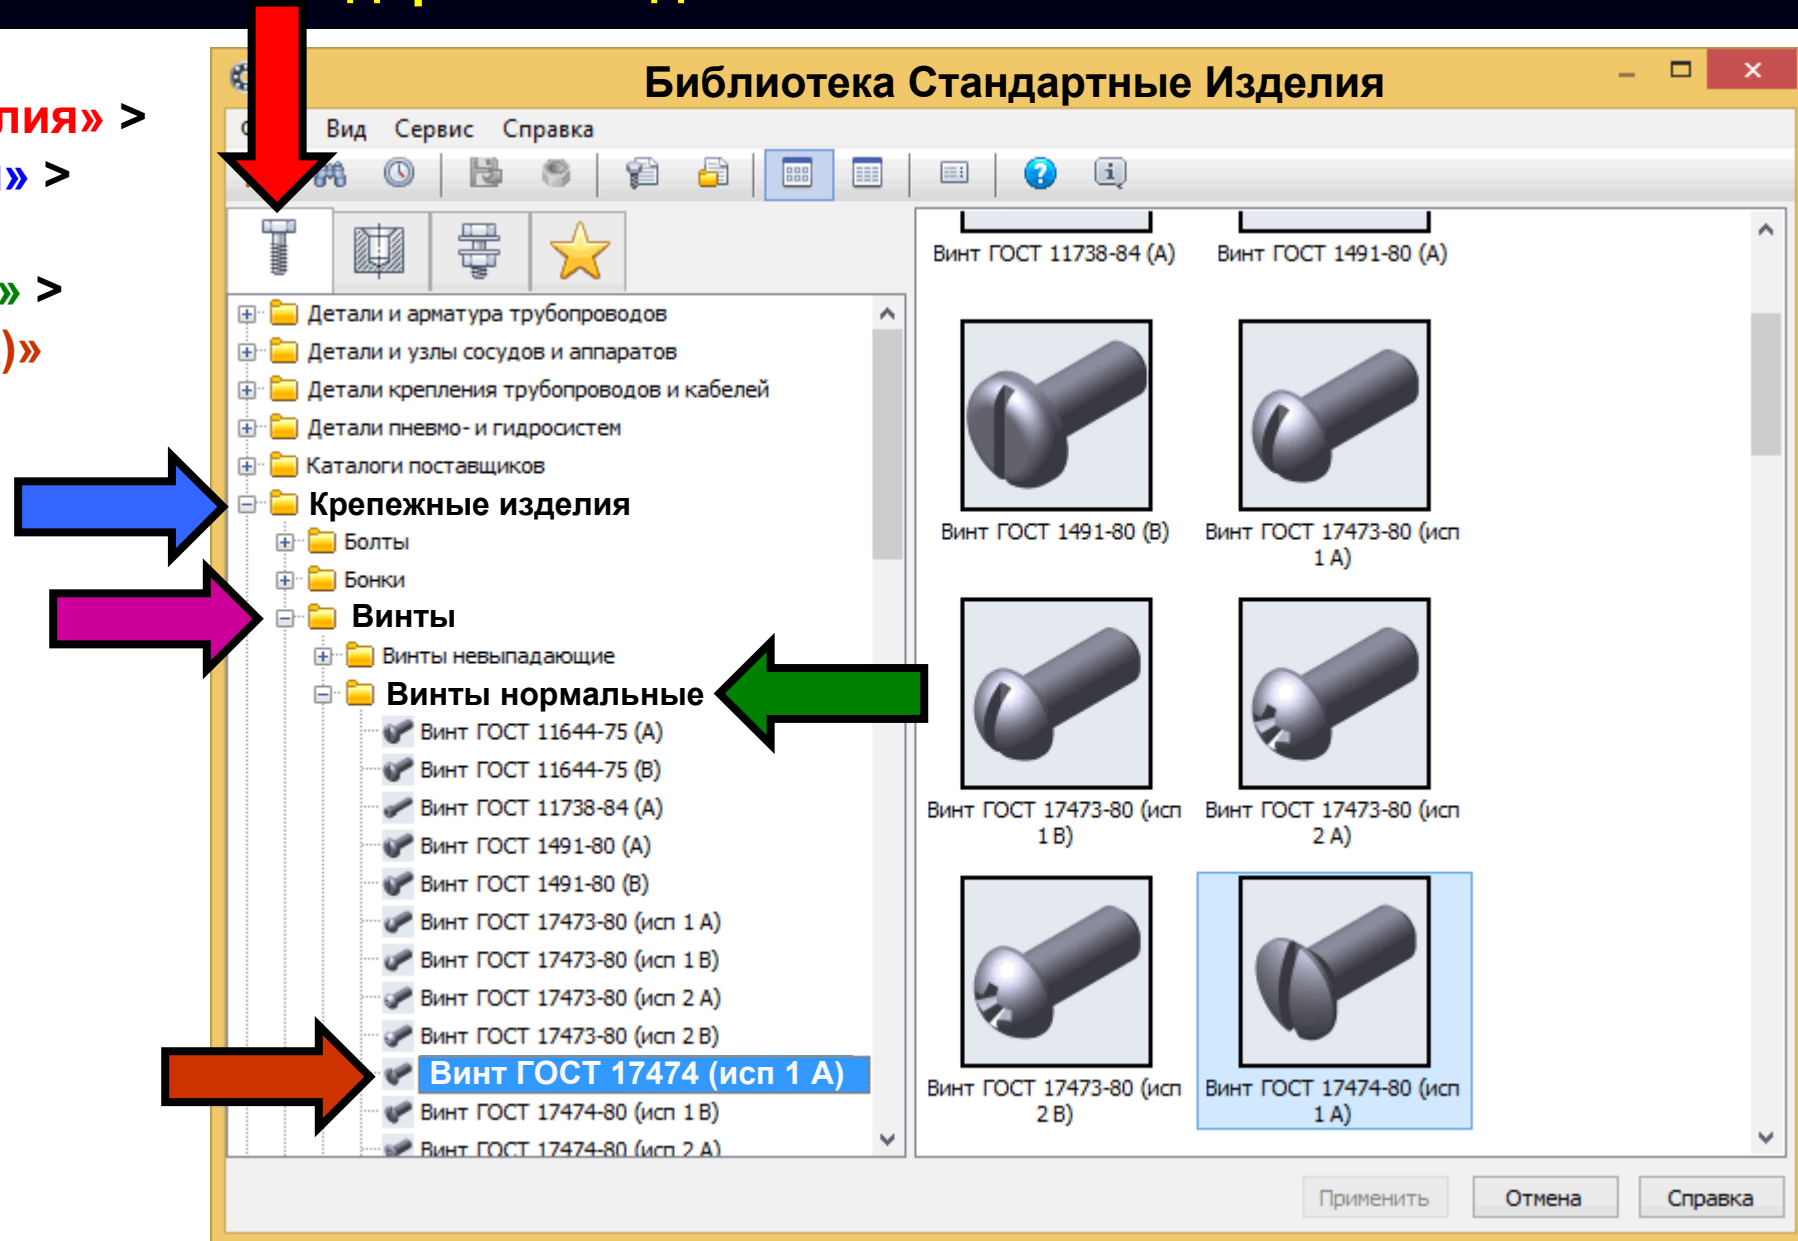 Библиотека Стандартные Изделия
лия» >
» >
» >
)»
Вид Сервис Справка
Детали и арматура трубопроводов
Детали и узлы сосудов и аппаратов
Детали крепления трубопроводов и кабелей
Детали пневмо- и гидросистем
Каталоги поставщиков
Крепежные изделия
Болты
Бонки
Винты
Винты невыпадающие
Винты нормальные
Винт ГОСТ 11644-75 (A)
Винт ГОСТ 11644-75 (B)
Винт ГОСТ 11738-84 (A)
Винт ГОСТ 1491-80 (A)
Винт ГОСТ 1491-80 (B)
Винт ГОСТ 17473-80 (исп 1 A)
Винт ГОСТ 17473-80 (исп 1 B)
Винт ГОСТ 17473-80 (исп 2 A)
Винт ГОСТ 17473-80 (исп 2 B)
Винт ГОСТ 17474 (исп 1 А)
Винт ГОСТ 17474-80 (исп 1 B)
Винт ГОСТ 17474-80 (исп 2 A)
Винт ГОСТ 11738-84 (A)
Винт ГОСТ 1491-80 (A)
Винт ГОСТ 1491-80 (B)
Винт ГОСТ 17473-80 (исп
1 A)
Винт ГОСТ 17473-80 (исп
1 B)
Винт ГОСТ 17473-80 (исп
2 A)
Винт ГОСТ 17473-80 (исп
2 B)
Винт ГОСТ 17474-80 (исп
1 A)
Применить
Отмена
Справка